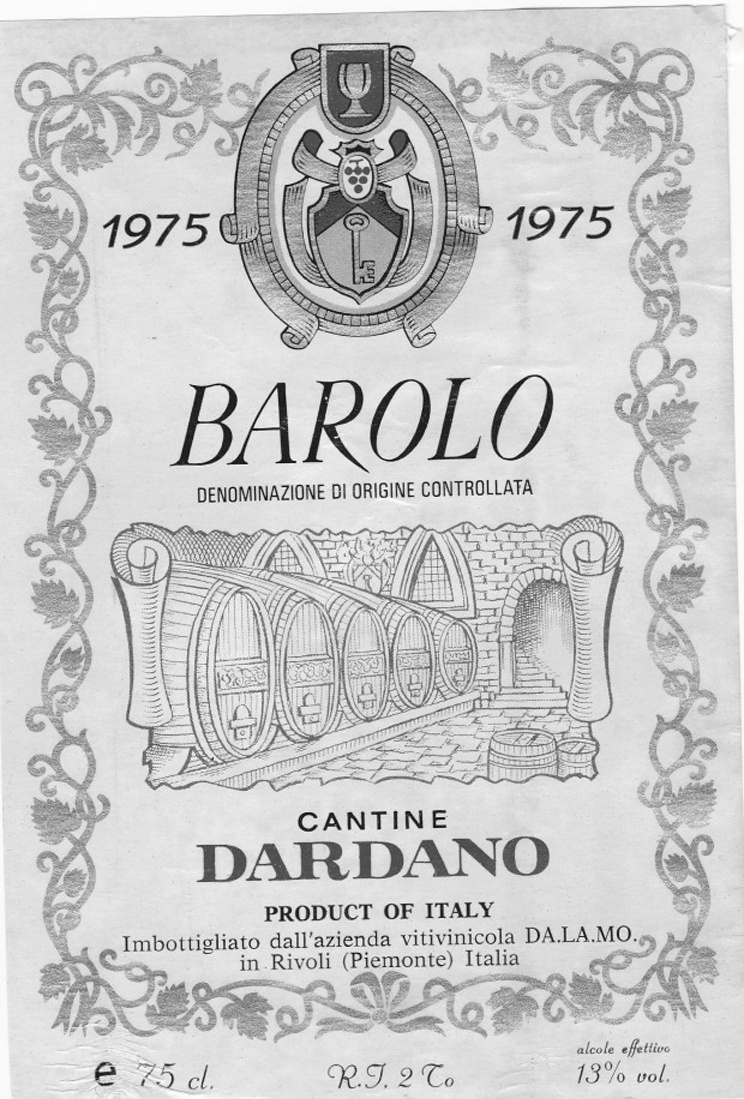 1975 1975
BAROLO
DENOMINAZIONE DI ORIGINE CONTROLLATA
CANTINE
DARDANO
PRODUCT OF ITALY
Imbottigliato dall'azienda vitivinicola DA.LA.MO.
in Rivoli (Piemonte) Italia
alcole effettivo
e 75 cl. R.I. 2 To 13% vol.